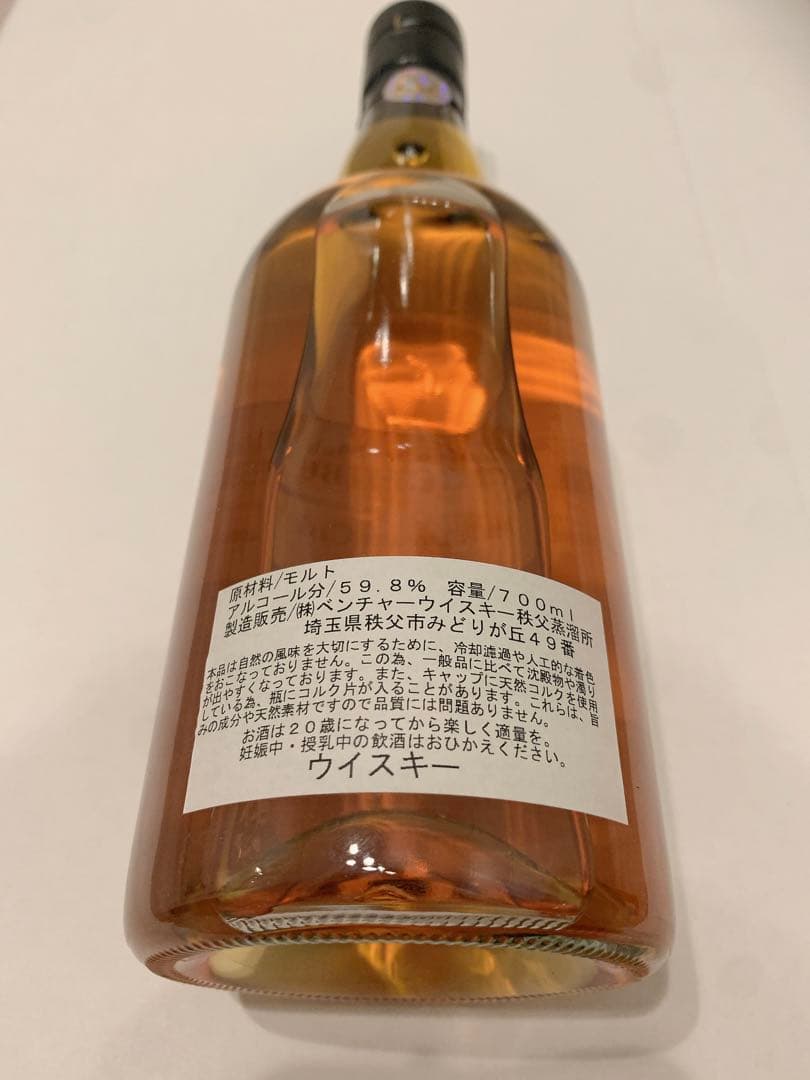 原材料/モルト
アルコール分/59.8% 容量/700ml
製造販売/㈱ベンチャーウイスキー秩父蒸溜所
埼玉県秩父市みどりが丘49番
本品は自然の風味を大切にするために、冷却濾過や人工的な着色
をおこなっておりません。この為、一般品に比べて沈殿物や濁り
が出やすくなっております。また、キャップに天然コルクを使用
している為、瓶にコルク片が入ることがあります。これらは、旨
みの成分や天然素材ですので品質には問題ありません。
お酒は20歳になってから楽しく適量を。
妊娠中・授乳中の飲酒はおひかえください。
ウイスキー